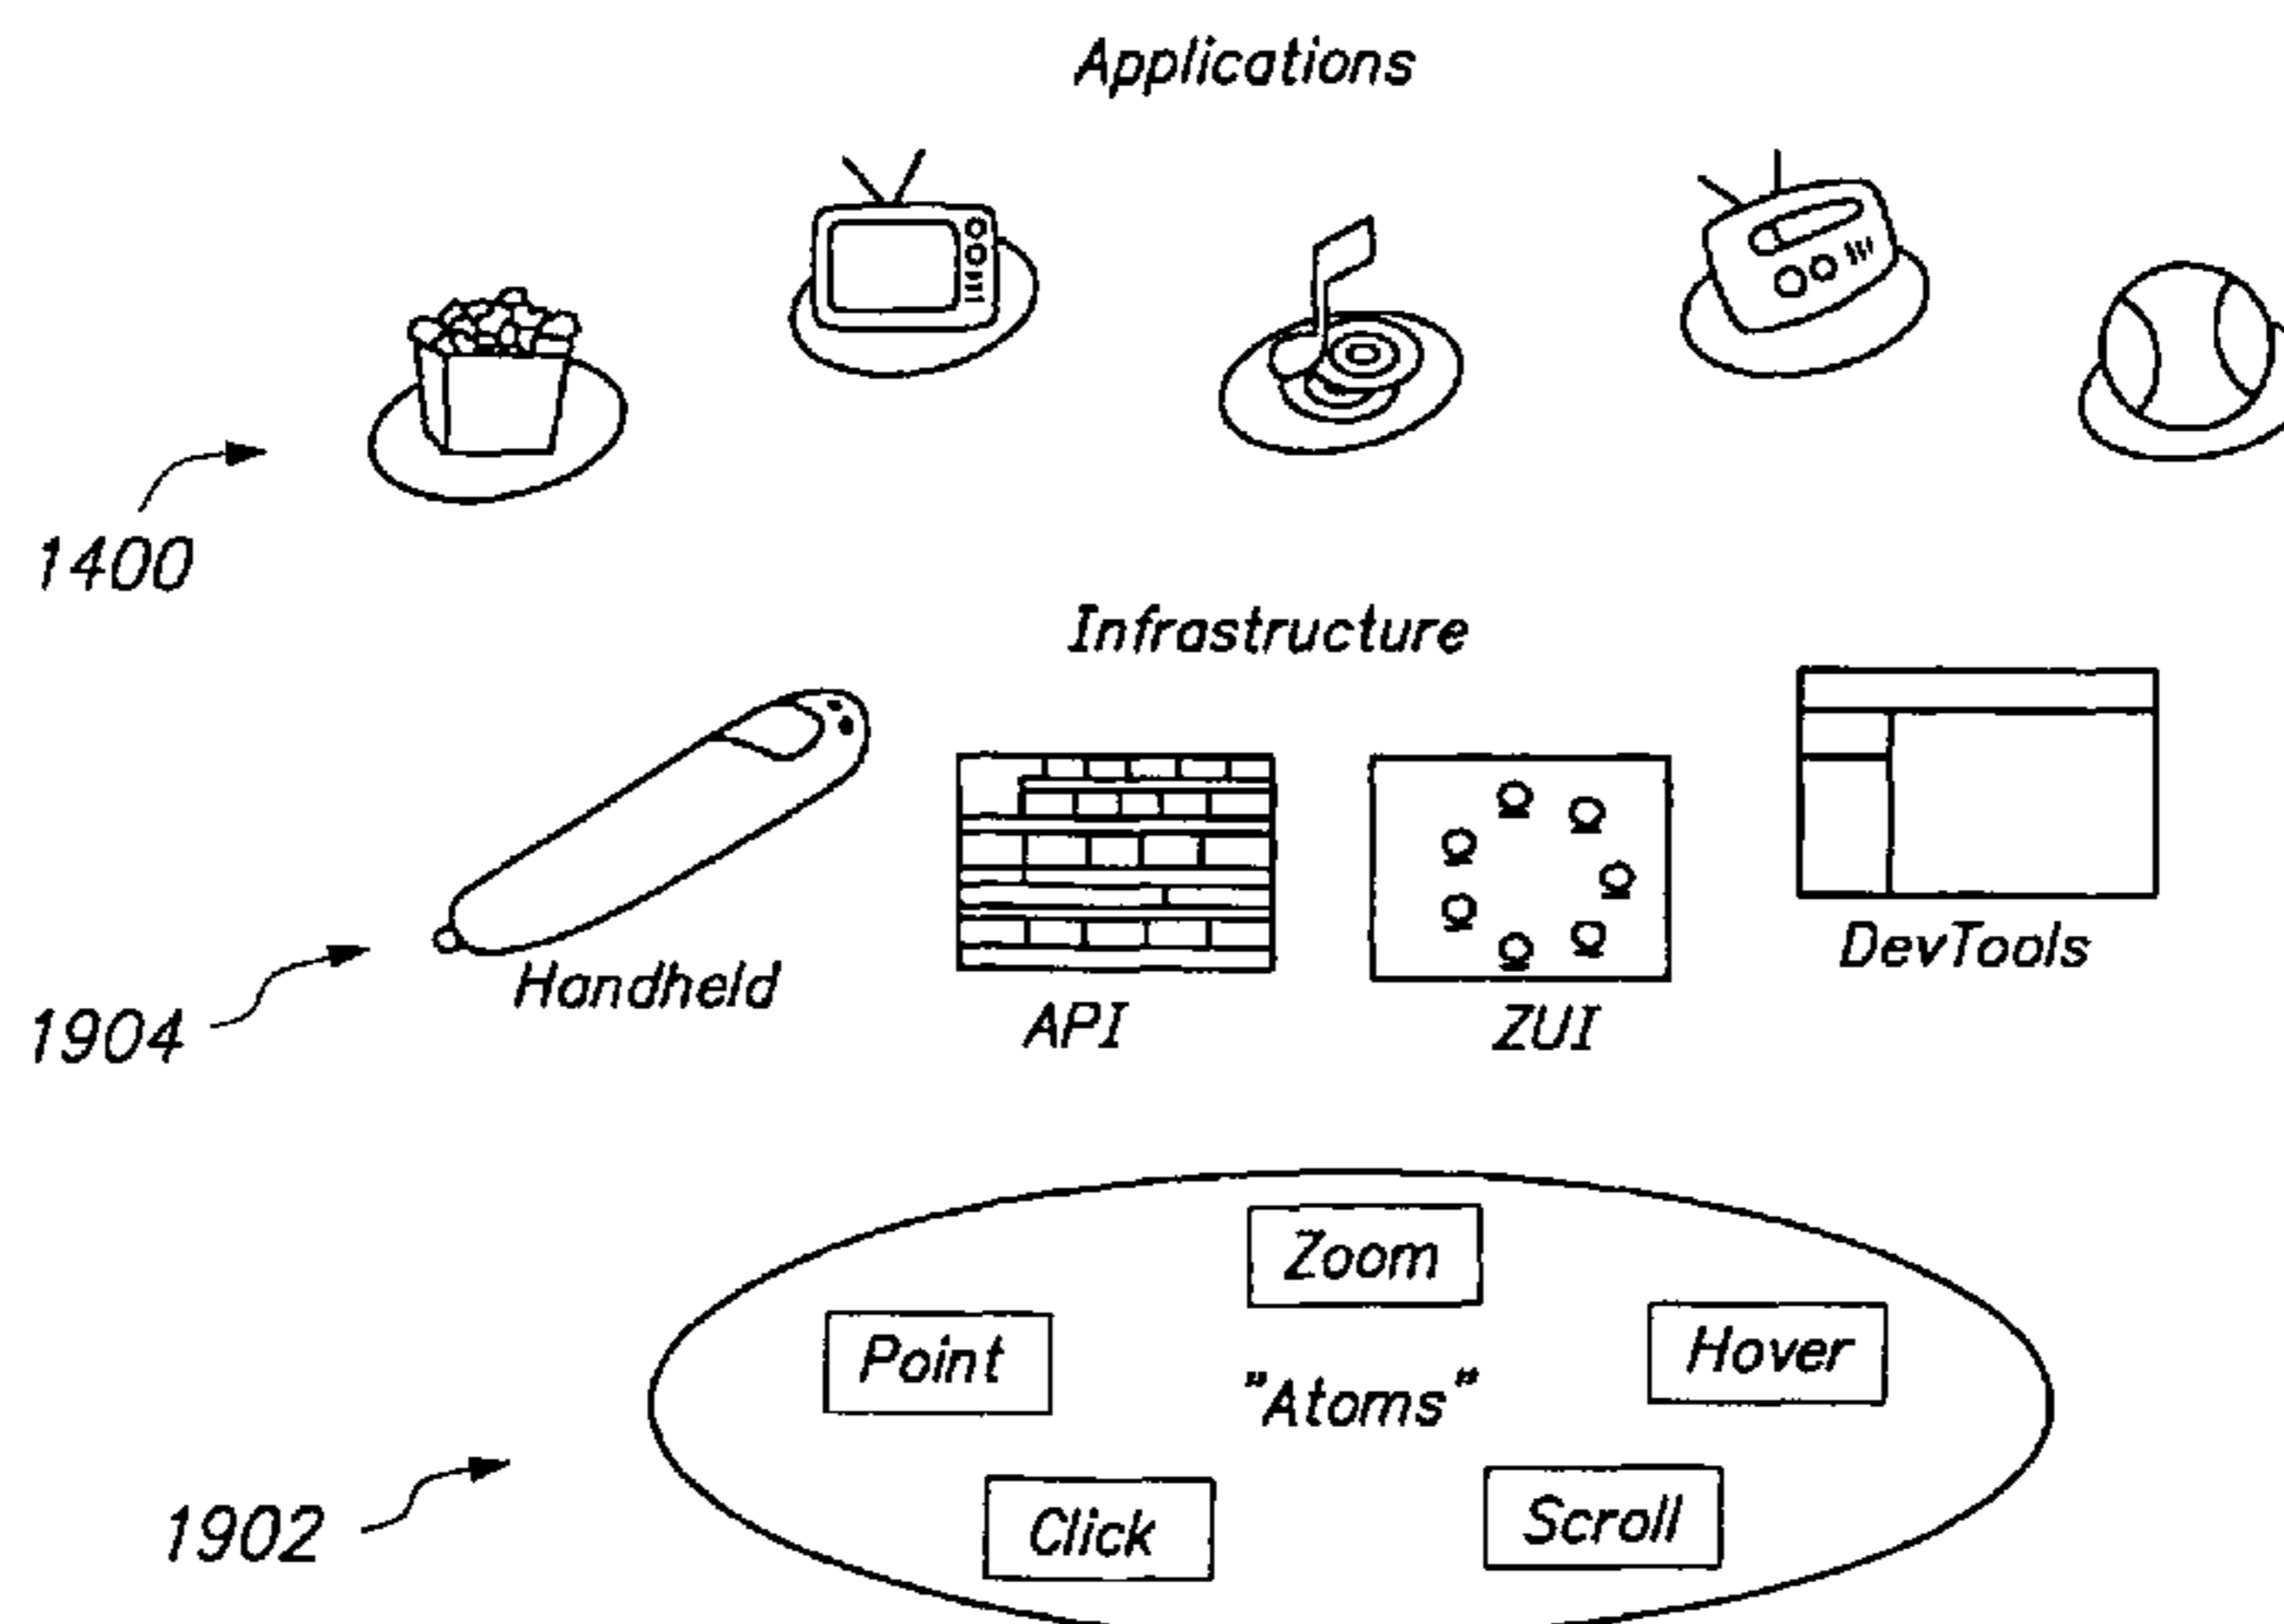 Applications
1400
Infrastructure
Handheld
API
ZUI
DevTools
1904
Zoom
Point
Hover
"Atoms"
Click
Scroll
1902